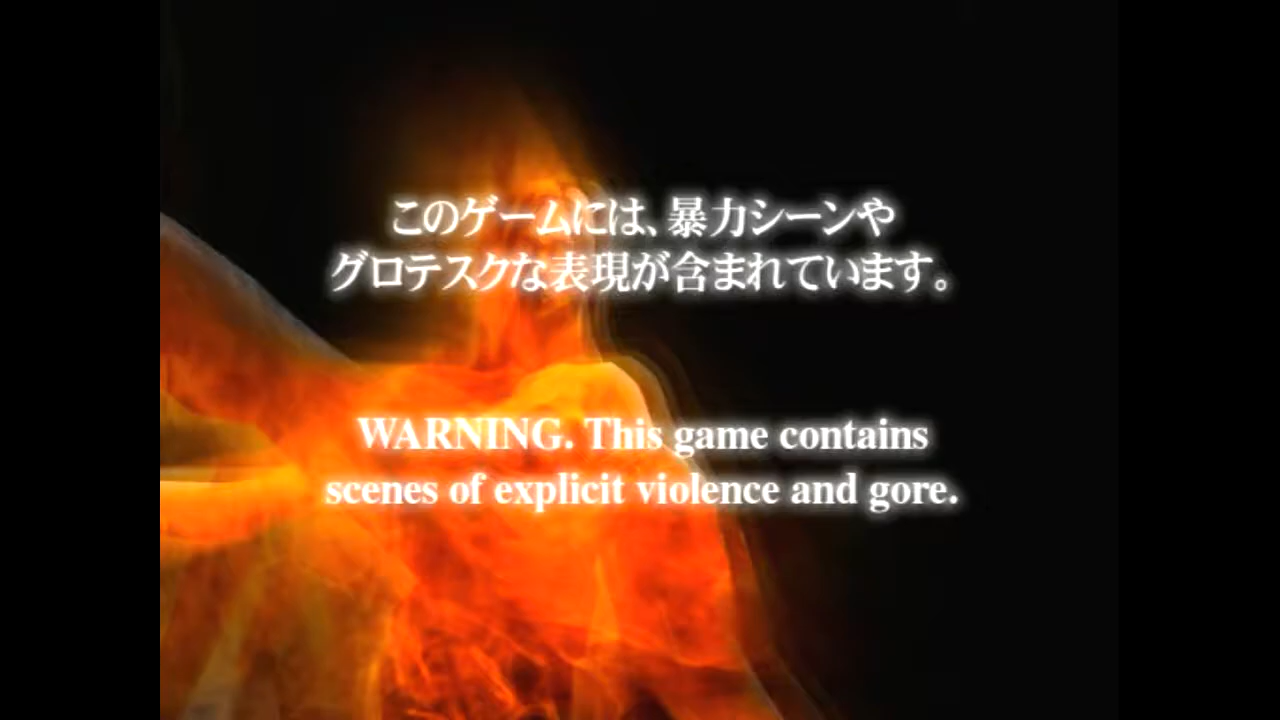 このゲームには、暴力シーンや
グロテスクな表現が含まれています。
WARNING. This game contains
scenes of explicit violence and gore.